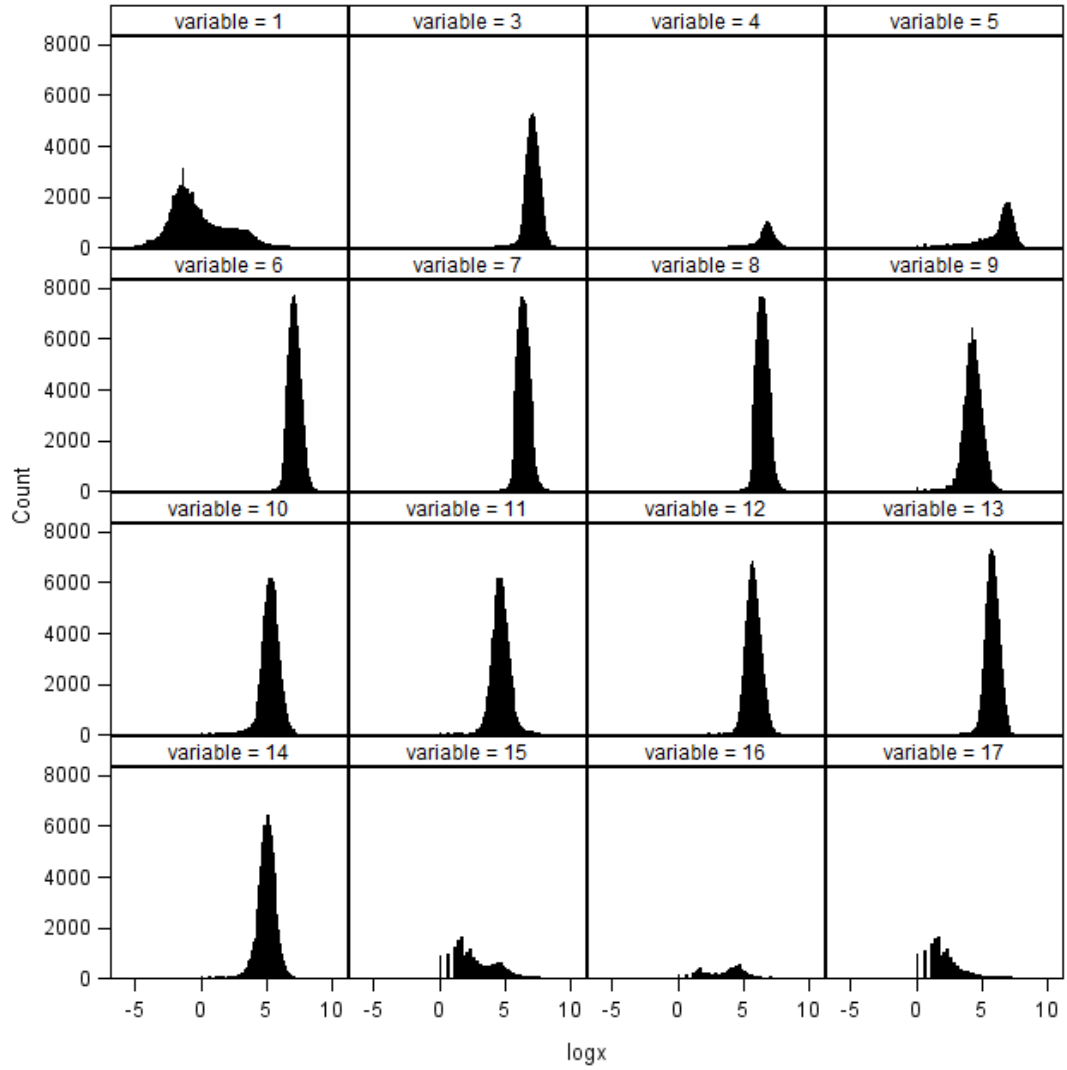 variable = 1 variable = 3 variable = 4 variable = 5
8000
6000
4000
2000
0
variable = 6 variable = 7 variable = 8 variable = 9
8000
6000
4000
2000
0
Count
variable = 10 variable = 11 variable = 12 variable = 13
8000
6000
4000
2000
0
variable = 14 variable = 15 variable = 16 variable = 17
8000
6000
4000
2000
0
-5 0 5 10 -5 0 5 10 -5 0 5 10 -5 0 5 10
logx